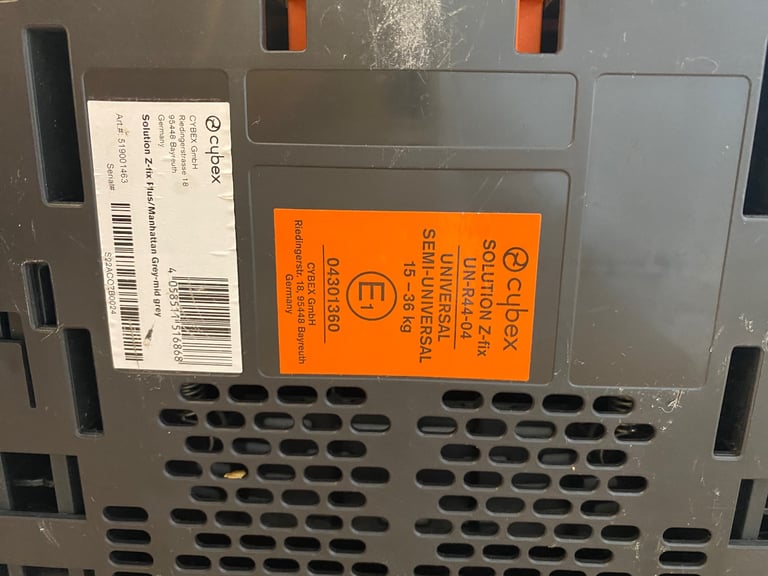 cybex
CYBEX GmbH
Riedingerstrasse 18
95448 Bayreuth
Germany
Solution Z-fix Plus/Manhattan Grey-mid grey
4 058511 516868
Art.#: 519001463
Serial#:
S22ACQTB0024
cybex
SOLUTION Z-fix
UN-R44-04
UNIVERSAL
SEMI-UNIVERSAL
15 – 36 kg
E1
04301360
CYBEX GmbH
Riedingerstr. 18, 95448 Bayreuth
Germany